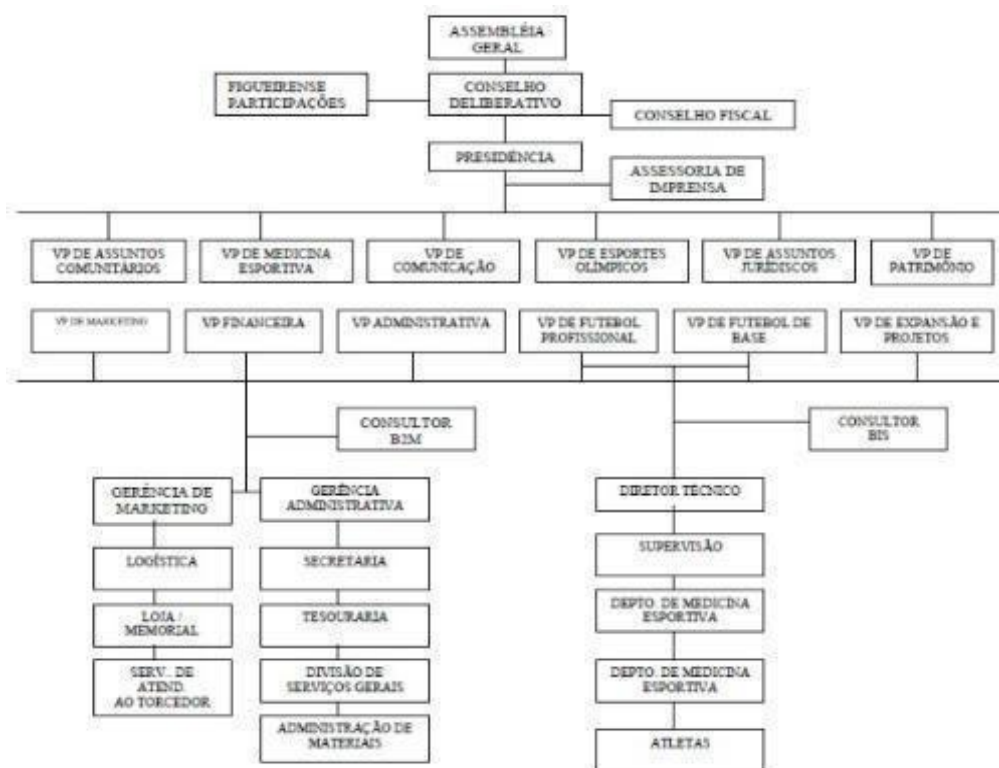 ASSEMBLÉIA
GERAL
FIGUEIRENSE
PARTICIPAÇÕES
CONSELHO
DELIBERATIVO
CONSELHO FISCAL
PRESIDÊNCIA
ASSESSORIA DE
IMPRENSA
VP DE ASSUNTOS
COMUNITÁRIOS
VP DE MEDICINA
ESPORTIVA
VP DE
COMUNICAÇÃO
VP DE ESPORTES
OLÍMPICOS
VP DE ASSUNTOS
JURÍDISCOS
VP DE
PATRIMÔNIO
VP DE MARKETING
VP FINANCEIRA
VP ADMINISTRATIVA
VP DE FUTEBOL
PROFISSIONAL
VP DE FUTEBOL DE
BASE
VP DE EXPANSÃO E
PROJETOS
CONSULTOR
B2M
CONSULTOR
BIS
GERÊNCIA DE
MARKETING
GERÊNCIA
ADMINISTRATIVA
DIRETOR TÉCNICO
LOGÍSTICA
SECRETARIA
SUPERVISÃO
LOJA /
MEMORIAL
TESOURARIA
DEPTO. DE MEDICINA
ESPORTIVA
SERV.. DE
ATEND.
AO TORCEDOR
DIVISÃO DE
SERVIÇOS GERAIS
DEPTO. DE MEDICINA
ESPORTIVA
ADMINISTRAÇÃO DE
MATERIAIS
ATLETAS